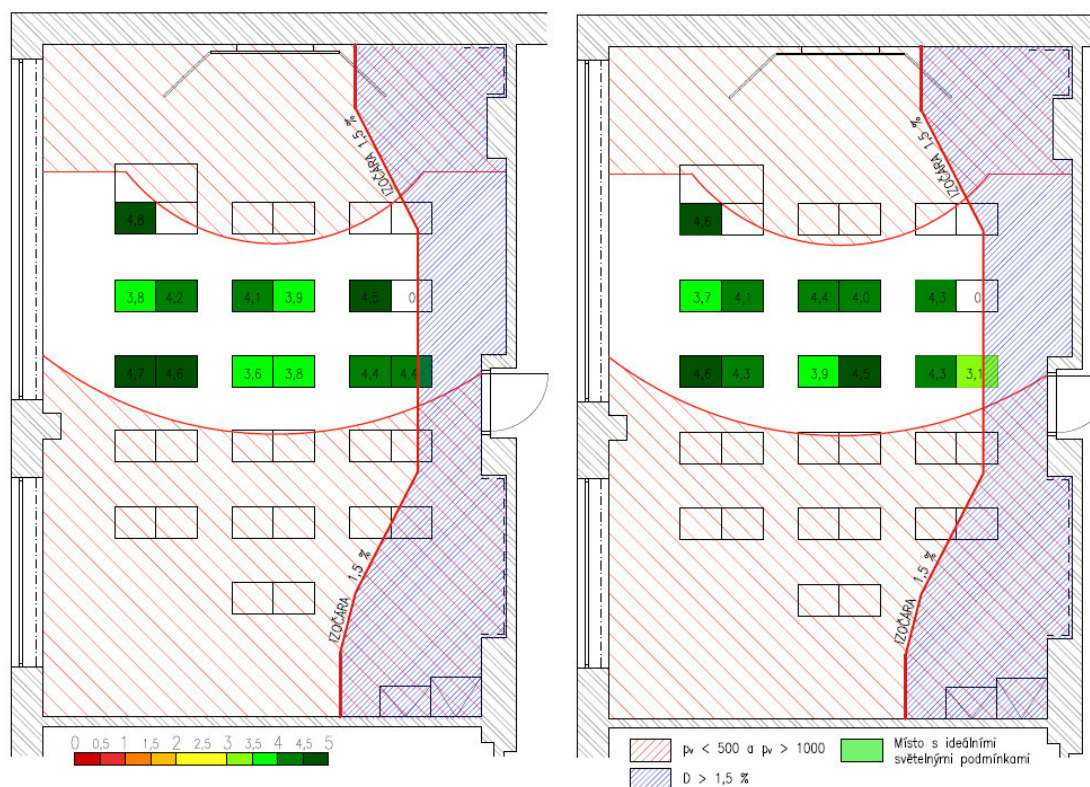 IZOČÁRA 1,5 %
4,8
3,8 4,2 4,1 3,9 4,5 0
4,7 4,6 3,6 3,8 4,4 4,4
IZOČÁRA 1,5 %
0 0,5 1 1,5 2 2,5 3 3,5 4 4,5 5
IZOČÁRA 1,5 %
4,6
3,7 4,1 4,4 4,0 4,3 0
4,6 4,3 3,9 4,5 4,3 3,1
IZOČÁRA 1,5 %
pᵥ < 500 a pᵥ > 1000
D > 1,5 %
Místo s ideálními
světelnými podmínkami